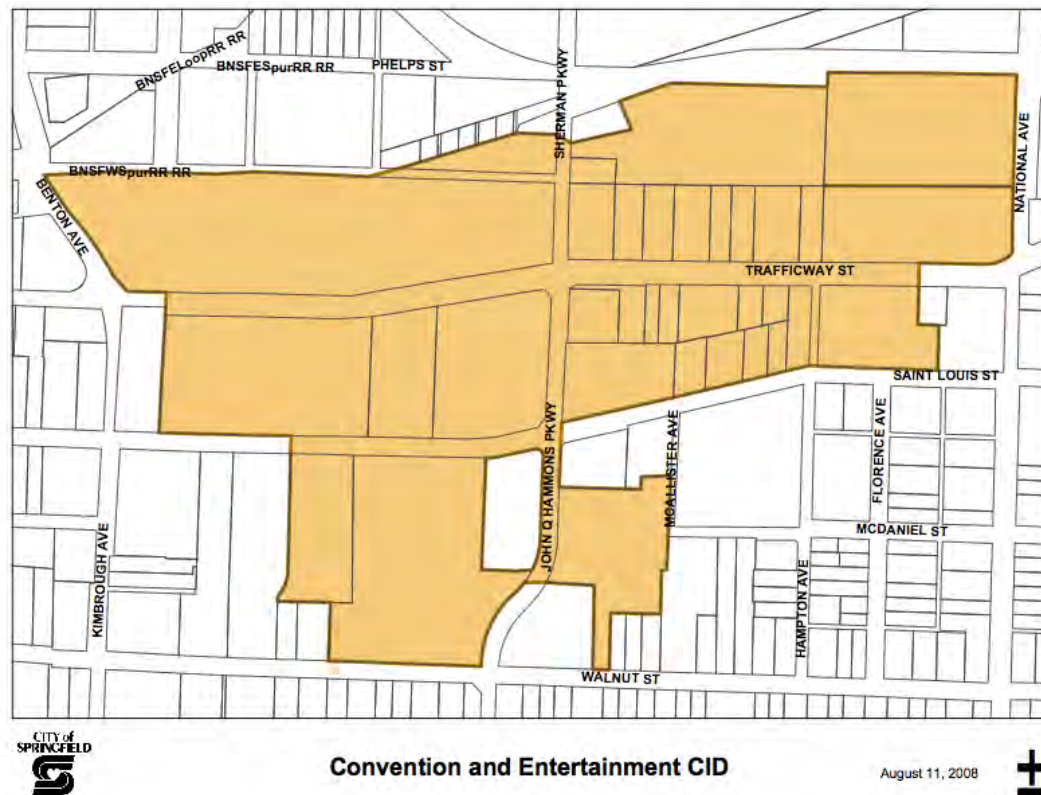 BNSFELoopRR RR
BNSFESpurRR RR
PHELPS ST
SHERMAN PKWY
NATIONAL AVE
BNSFWSpurRR RR
BENTON AVE
TRAFFICWAY ST
SAINT LOUIS ST
JOHN Q HAMMONS PKWY
MCALLISTER AVE
FLORENCE AVE
MCDANIEL ST
KIMBROUGH AVE
HAMPTON AVE
WALNUT ST
CITY of
SPRINGFIELD
Convention and Entertainment CID
August 11, 2008